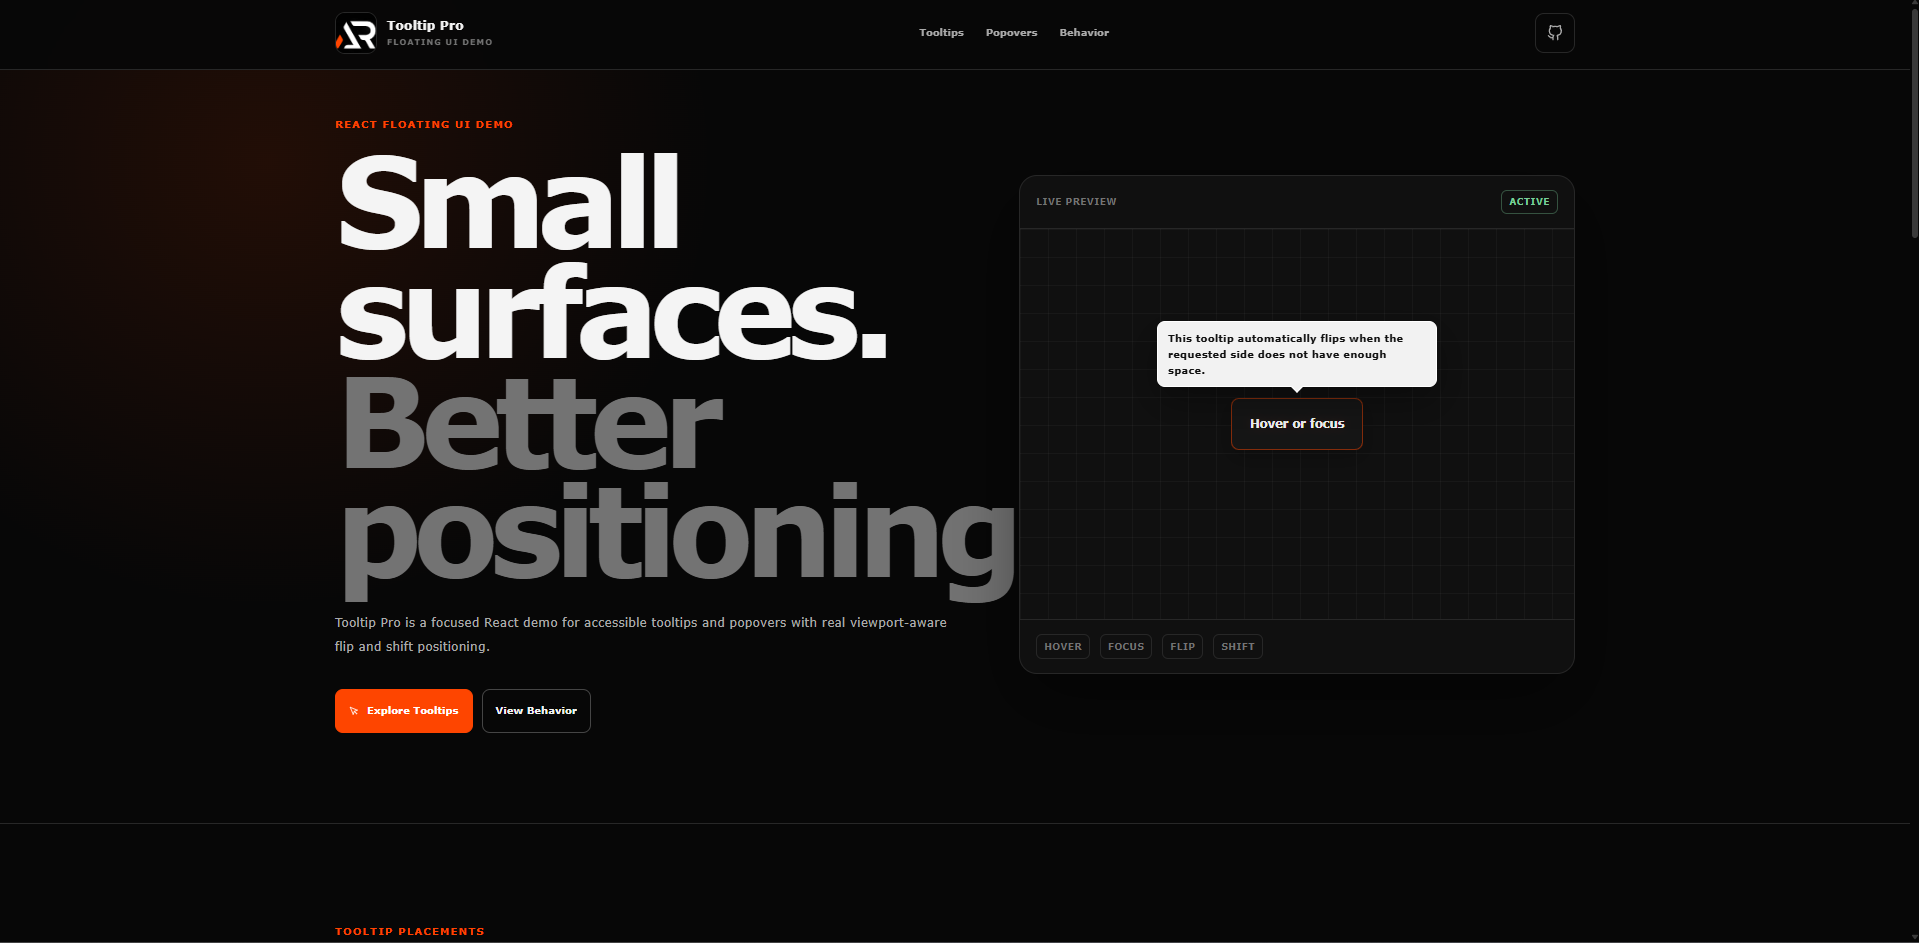 Tooltip Pro
FLOATING UI DEMO
Tooltips
Popovers
Behavior
REACT FLOATING UI DEMO
Small
surfaces.
Better
positioning
Tooltip Pro is a focused React demo for accessible tooltips and popovers with real viewport-aware
flip and shift positioning.
Explore Tooltips
View Behavior
LIVE PREVIEW
ACTIVE
This tooltip automatically flips when the
requested side does not have enough
space.
Hover or focus
HOVER
FOCUS
FLIP
SHIFT
TOOLTIP PLACEMENTS